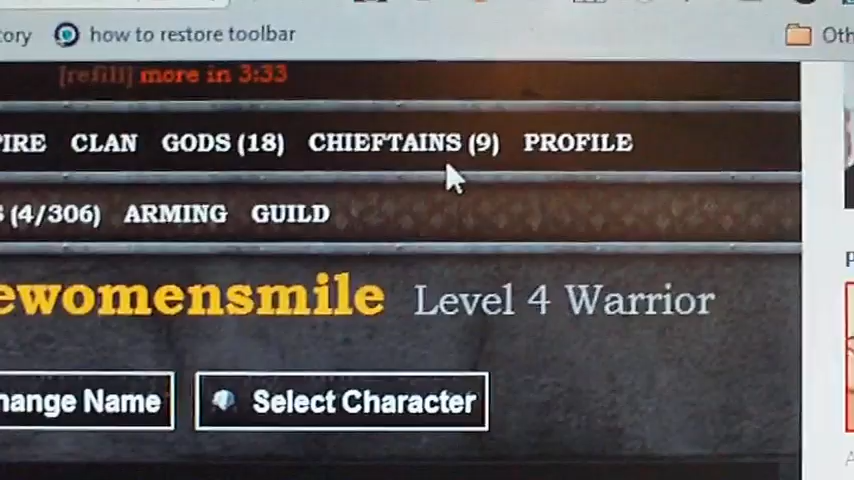 how to restore toolbar
[refill] more in 3:33
CLAN GODS (18) CHIEFTAINS (9) PROFILE
(4/306) ARMING GUILD
ewomensmile Level 4 Warrior
hange Name Select Character